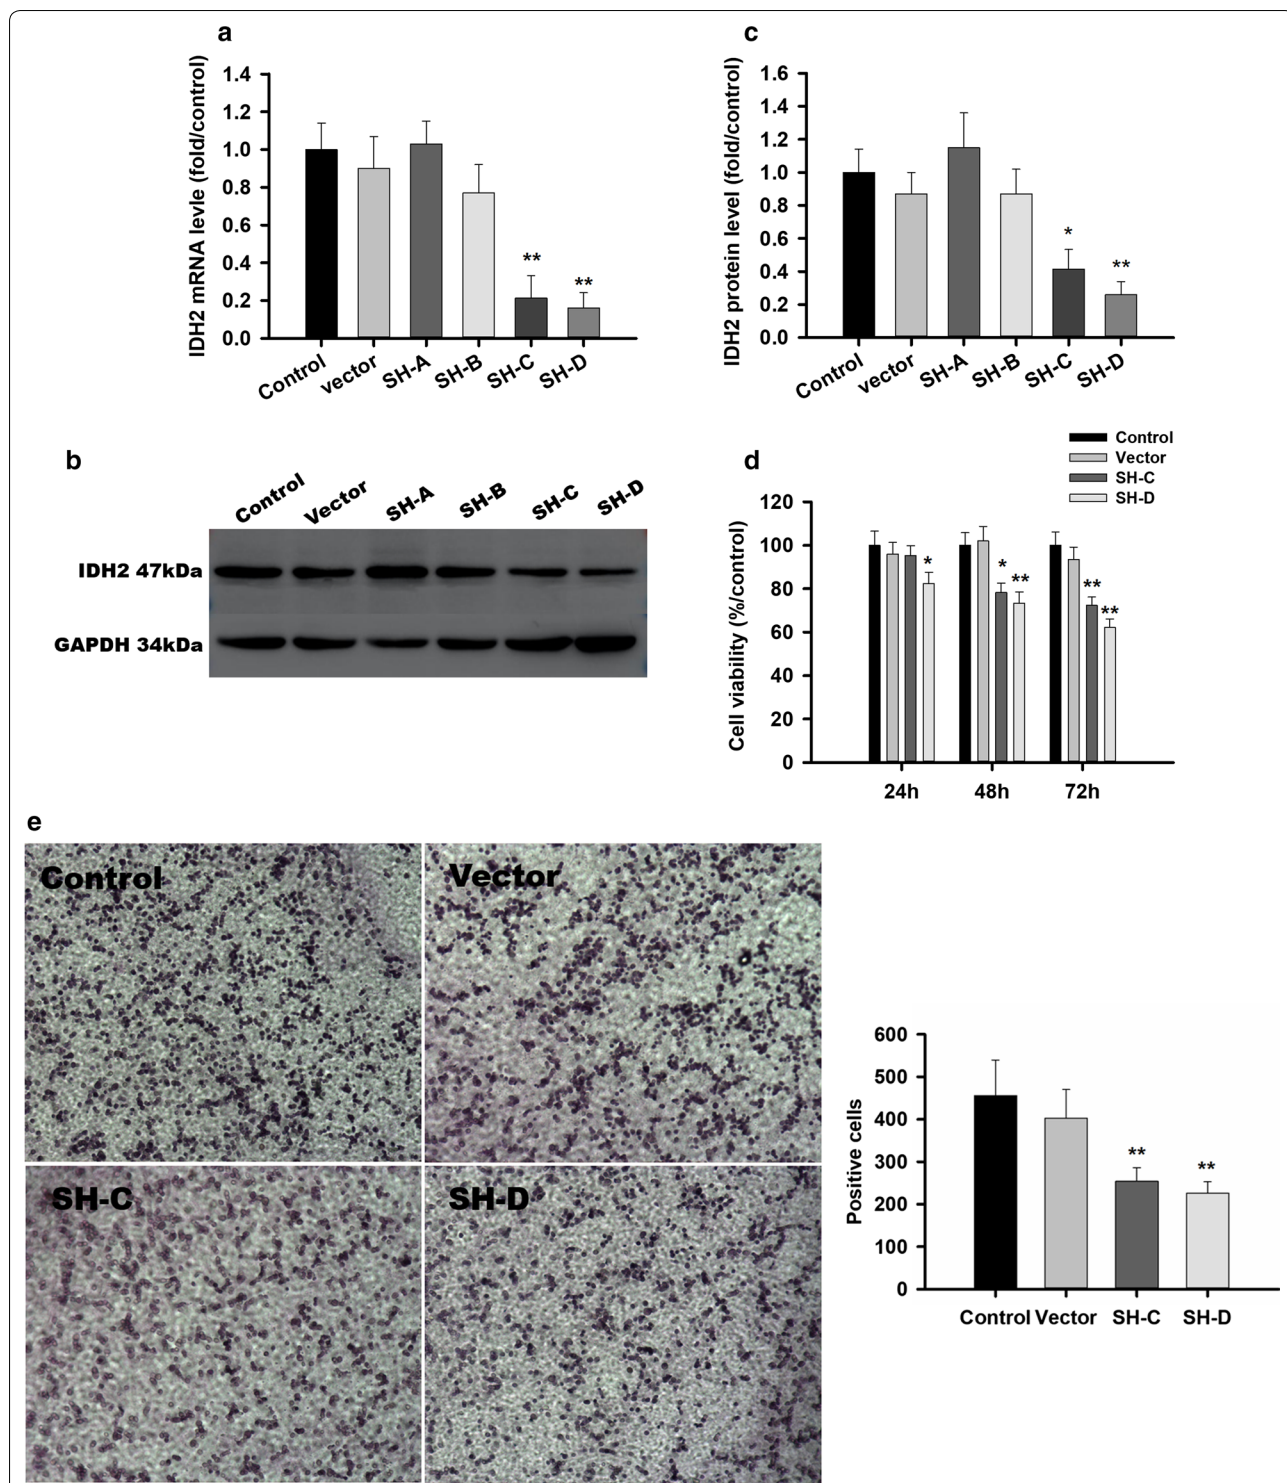 a
IDH2 mRNA levle (fold/control)
1.4
1.2
1.0
0.8
0.6
0.4
0.2
0.0
**
**
Control
vector
SH-A
SH-B
SH-C
SH-D
c
IDH2 protein level (fold/control)
1.6
1.4
1.2
1.0
0.8
0.6
0.4
0.2
0.0
*
**
Control
vector
SH-A
SH-B
SH-C
SH-D
b
Control
Vector
SH-A
SH-B
SH-C
SH-D
IDH2 47kDa
GAPDH 34kDa
d
Control
Vector
SH-C
SH-D
Cell viability (%/control)
120
100
80
60
40
20
0
*
*
**
**
**
24h
48h
72h
e
Control
Vector
SH-C
SH-D
Positive cells
600
500
400
300
200
100
0
**
**
Control
Vector
SH-C
SH-D